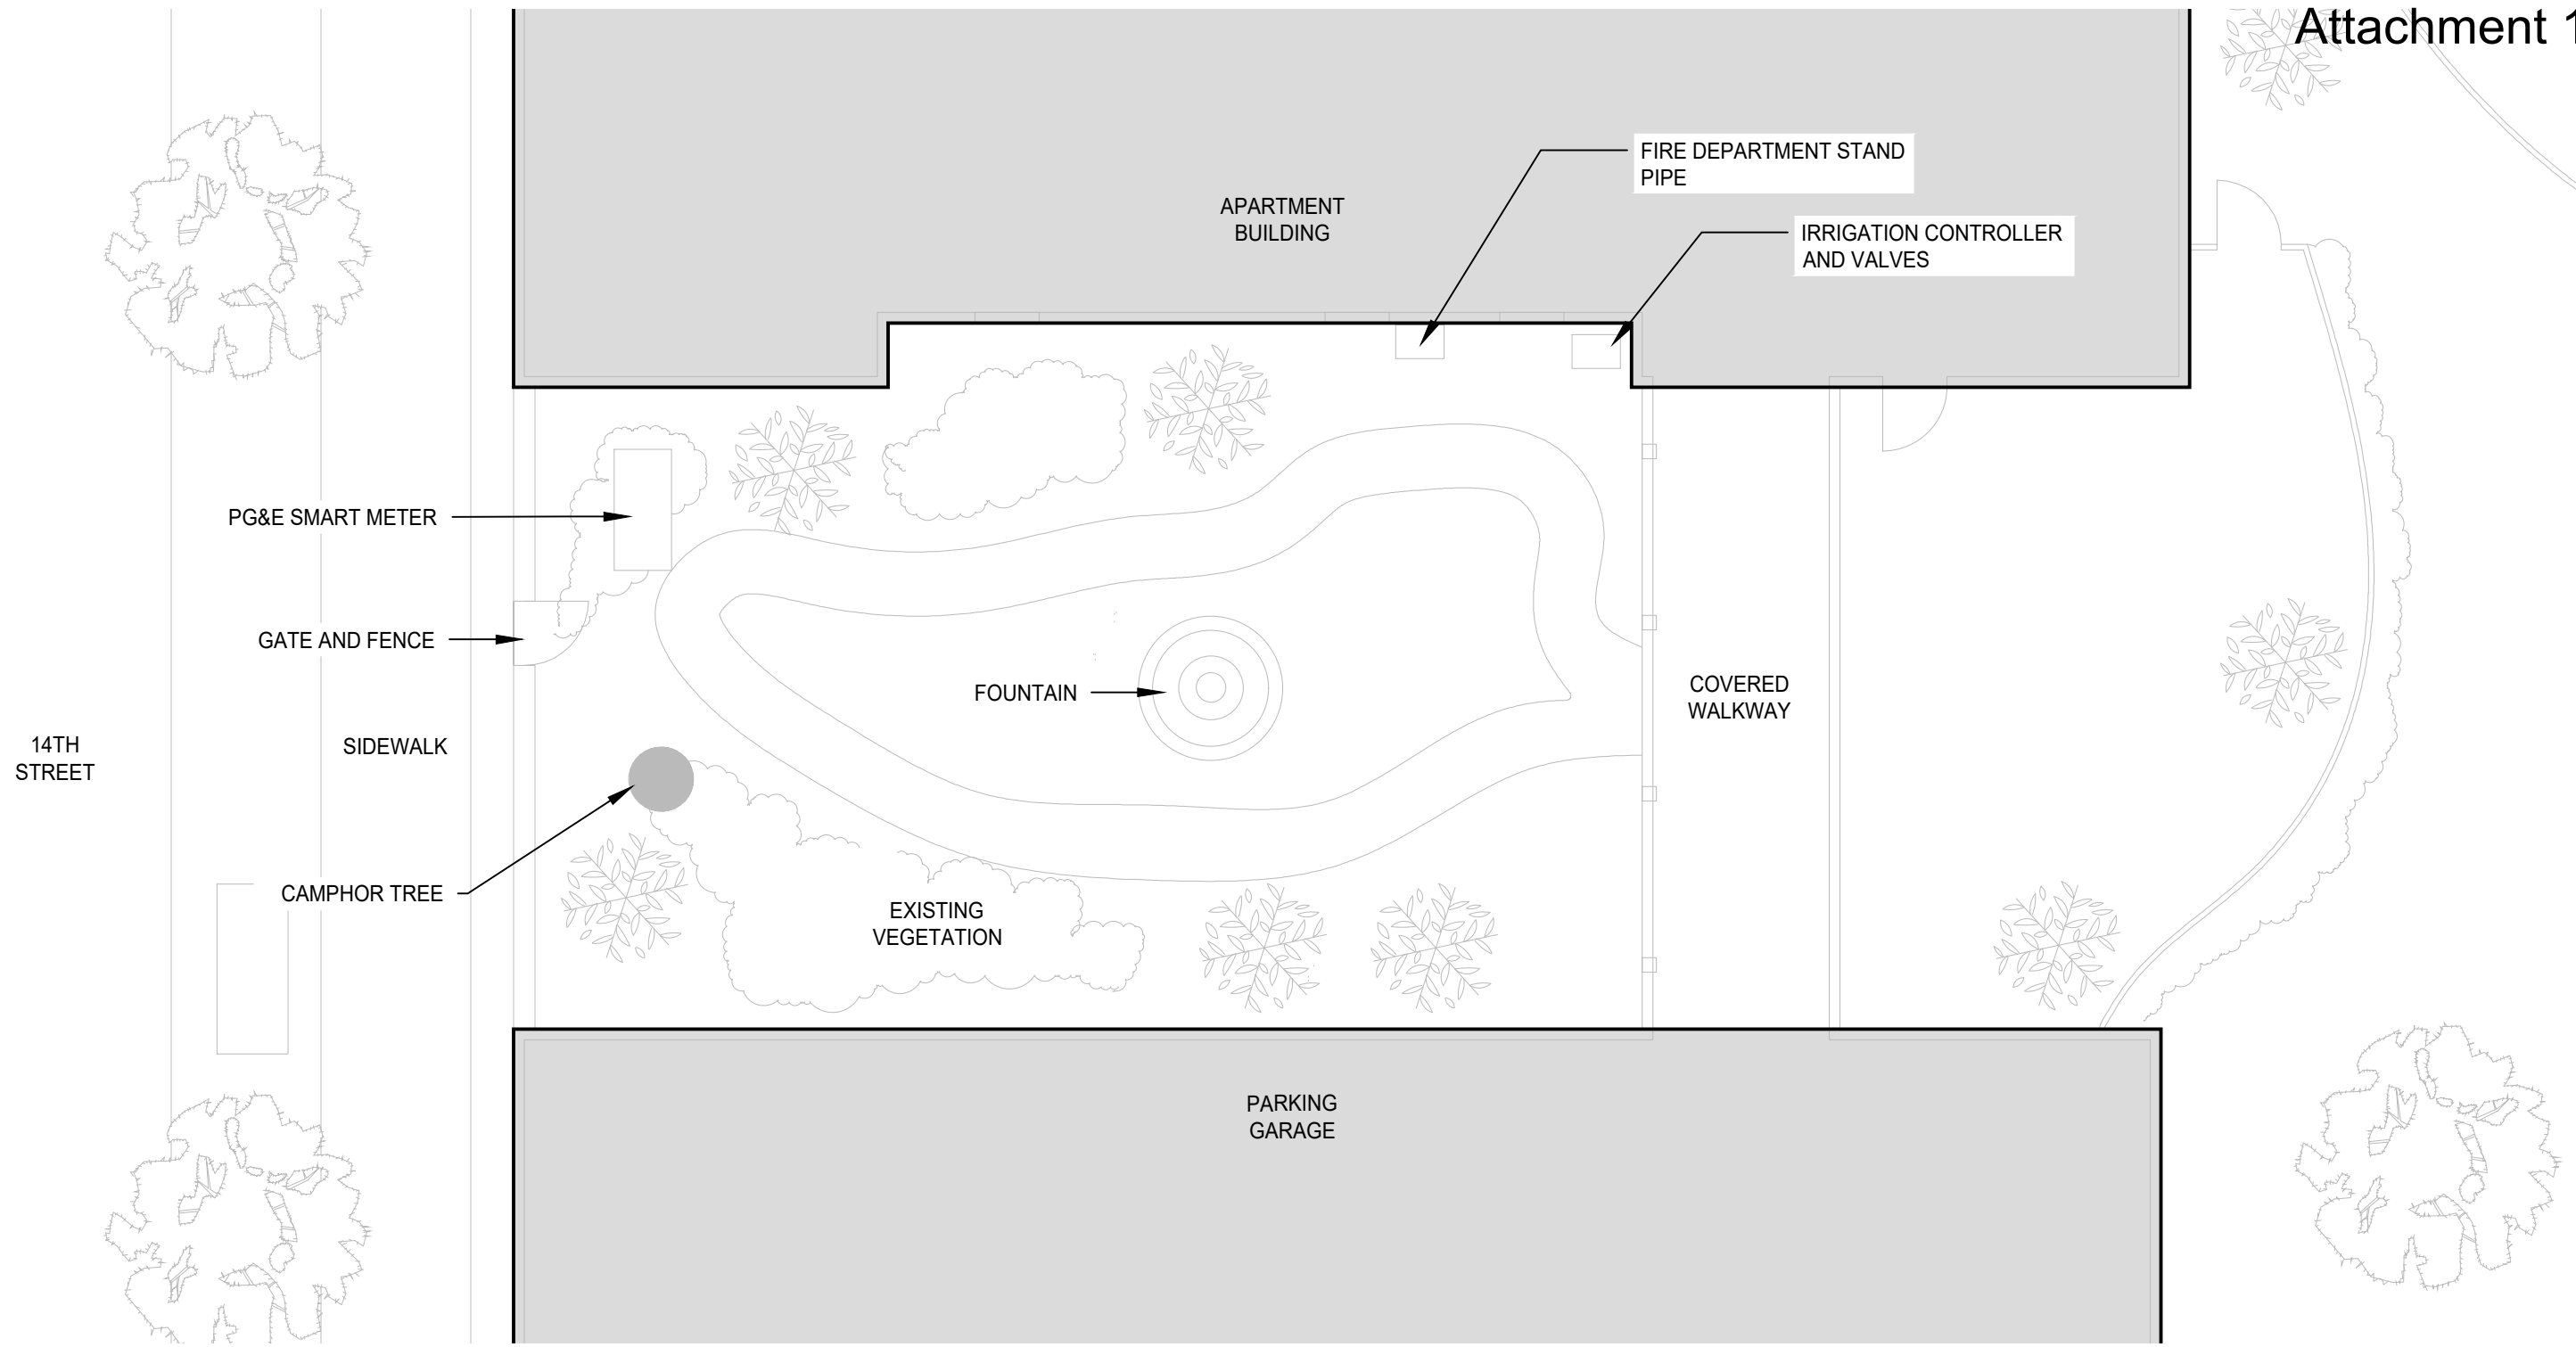 Attachment 1
FIRE DEPARTMENT STAND
PIPE
APARTMENT
BUILDING
IRRIGATION CONTROLLER
AND VALVES
PG&E SMART METER
GATE AND FENCE
FOUNTAIN
COVERED
WALKWAY
14TH
STREET
SIDEWALK
CAMPHOR TREE
EXISTING
VEGETATION
PARKING
GARAGE